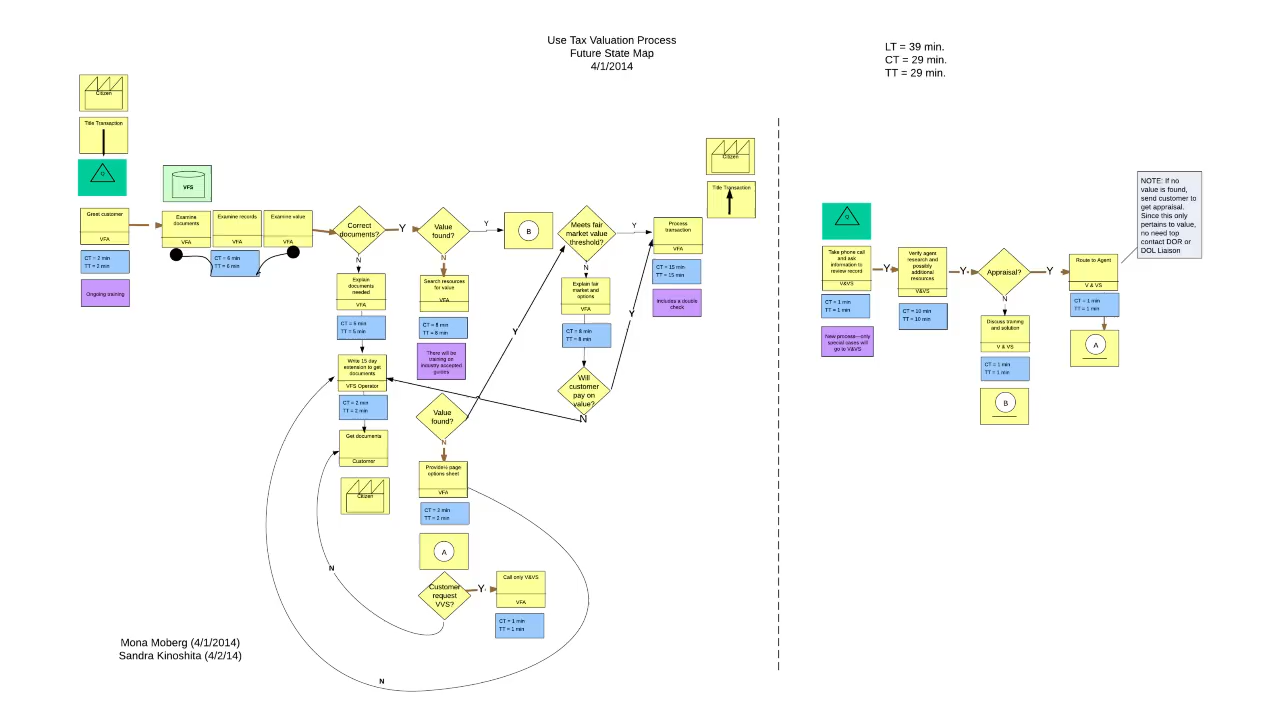 Use Tax Valuation Process
Future State Map
4/1/2014
LT = 39 min.
CT = 29 min.
TT = 29 min.
Citizen
Title Transaction
Q
VFS
Greet customer
VFA
CT = 2 min
TT = 2 min
Ongoing training
Examine
documents
VFA
Examine records
VFA
Examine value
VFA
CT = 6 min
TT = 6 min
Correct
documents?
Y
N
Explain
documents
needed
VFA
CT = 5 min
TT = 5 min
Write 15 day
extension to get
documents
VFS Operator
CT = 2 min
TT = 2 min
Get documents
Customer
Citizen
Value
found?
Y
N
Search resources
for value
VFA
CT = 8 min
TT = 8 min
There will be
training on
industry accepted
guides
Value
found?
Y
N
Provide½ page
options sheet
VFA
CT = 2 min
TT = 2 min
A
Customer
request
VVS?
Y
N
Call only V&VS
VFA
CT = 1 min
TT = 1 min
N
B
Meets fair
market value
threshold?
Y
N
Explain fair
market and
options
VFA
CT = 8 min
TT = 8 min
Will
customer
pay on
value?
Y
N
Process
transaction
VFA
CT = 15 min
TT = 15 min
Includes a double
check
Citizen
Title Transaction
Q
Take phone call
and ask
information to
review record
V&VS
CT = 1 min
TT = 1 min
New process—only
special cases will
go to V&VS
Y
Verify agent
research and
possibly
additional
resources
V&VS
CT = 10 min
TT = 10 min
Y
Appraisal?
Y
N
Discuss training
and solution
V & VS
CT = 1 min
TT = 1 min
B
Route to Agent
V & VS
CT = 1 min
TT = 1 min
A
NOTE: If no
value is found,
send customer to
get appraisal.
Since this only
pertains to value,
no need top
contact DOR or
DOL Liaison
Mona Moberg (4/1/2014)
Sandra Kinoshita (4/2/14)